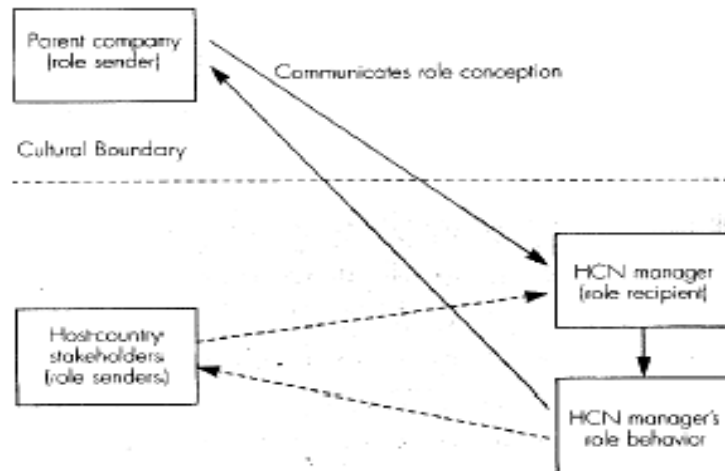 Parent company
(role sender)
Communicates role conception
Cultural Boundary
HCN manager
(role recipient)
Host-country
stakeholders
(role senders)
HCN manager's
role behavior